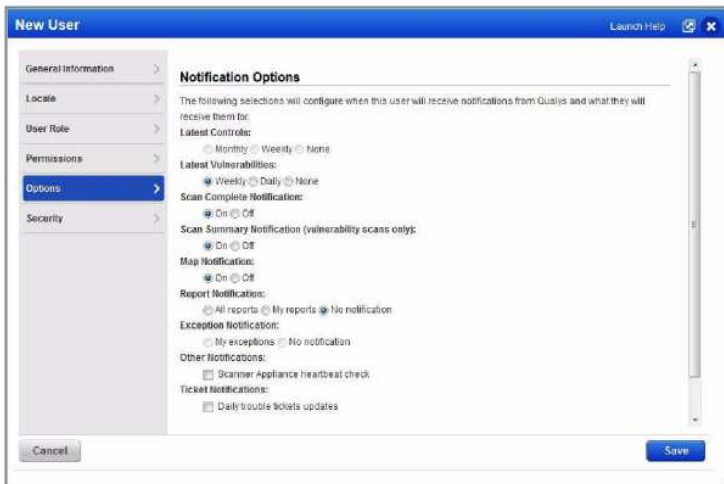 New User
Launch Help
General Information
Locale
User Role
Permissions
Options
Security
Notification Options
The following selections will configure when this user will receive notifications from Qualys and what they will
receive them for.
Latest Controls:
Monthly Weekly None
Latest Vulnerabilities:
Weekly Daily None
Scan Complete Notification:
On Off
Scan Summary Notification (vulnerability scans only):
On Off
Map Notification:
On Off
Report Notification:
All reports My reports No notification
Exception Notification:
My exceptions No notification
Other Notifications:
Scanner Appliance heartbeat check
Ticket Notifications:
Daily trouble tickets updates
Cancel
Save